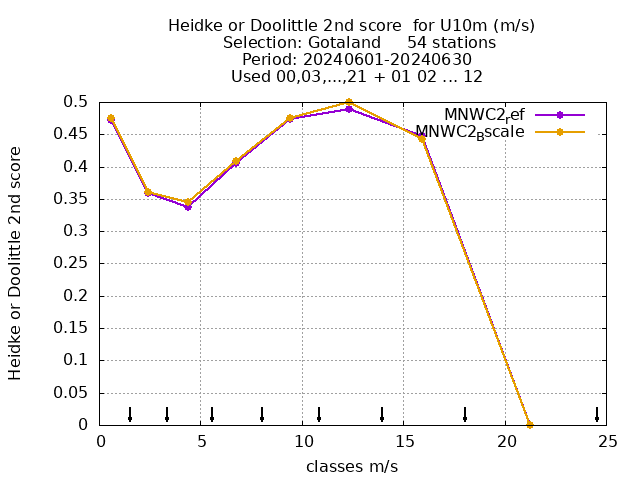 Heidke or Doolittle 2nd score  for U10m (m/s)
Selection: Gotaland     54 stations
Period: 20240601-20240630
Used 00,03,...,21 + 01 02 ... 12
MNWC2ref
MNWC2Bscale
Heidke or Doolittle 2nd score
0.5
0.45
0.4
0.35
0.3
0.25
0.2
0.15
0.1
0.05
0
0 5 10 15 20 25
classes m/s